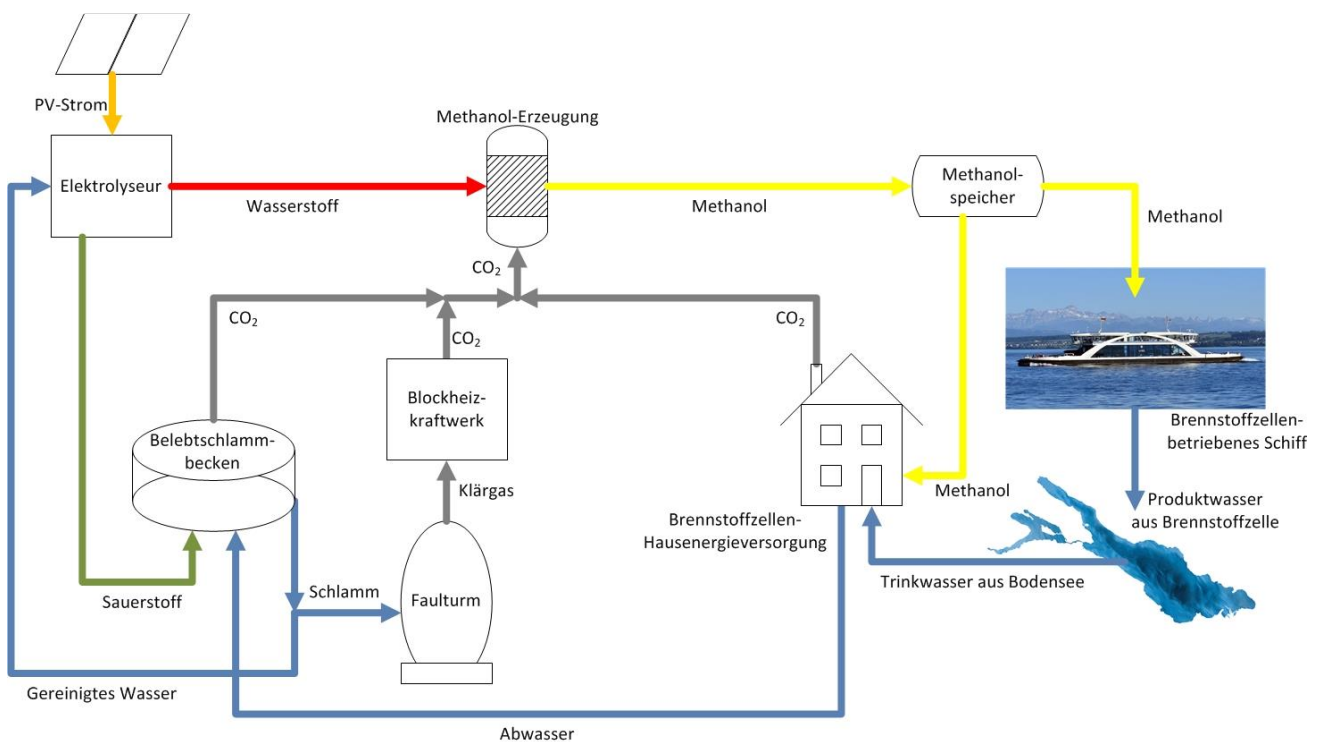 PV-Strom
Methanol-Erzeugung
Elektrolyseur
Wasserstoff
Methanol
Methanol-
speicher
Methanol
CO₂
CO₂
CO₂
CO₂
Blockheiz-
kraftwerk
Belebtschlamm-
becken
Brennstoffzellen-
betriebenes Schiff
Klärgas
Methanol
Produktwasser
aus Brennstoffzelle
Brennstoffzellen-
Hausenergieversorgung
Trinkwasser aus Bodensee
Sauerstoff
Schlamm
Faulturm
Gereinigtes Wasser
Abwasser